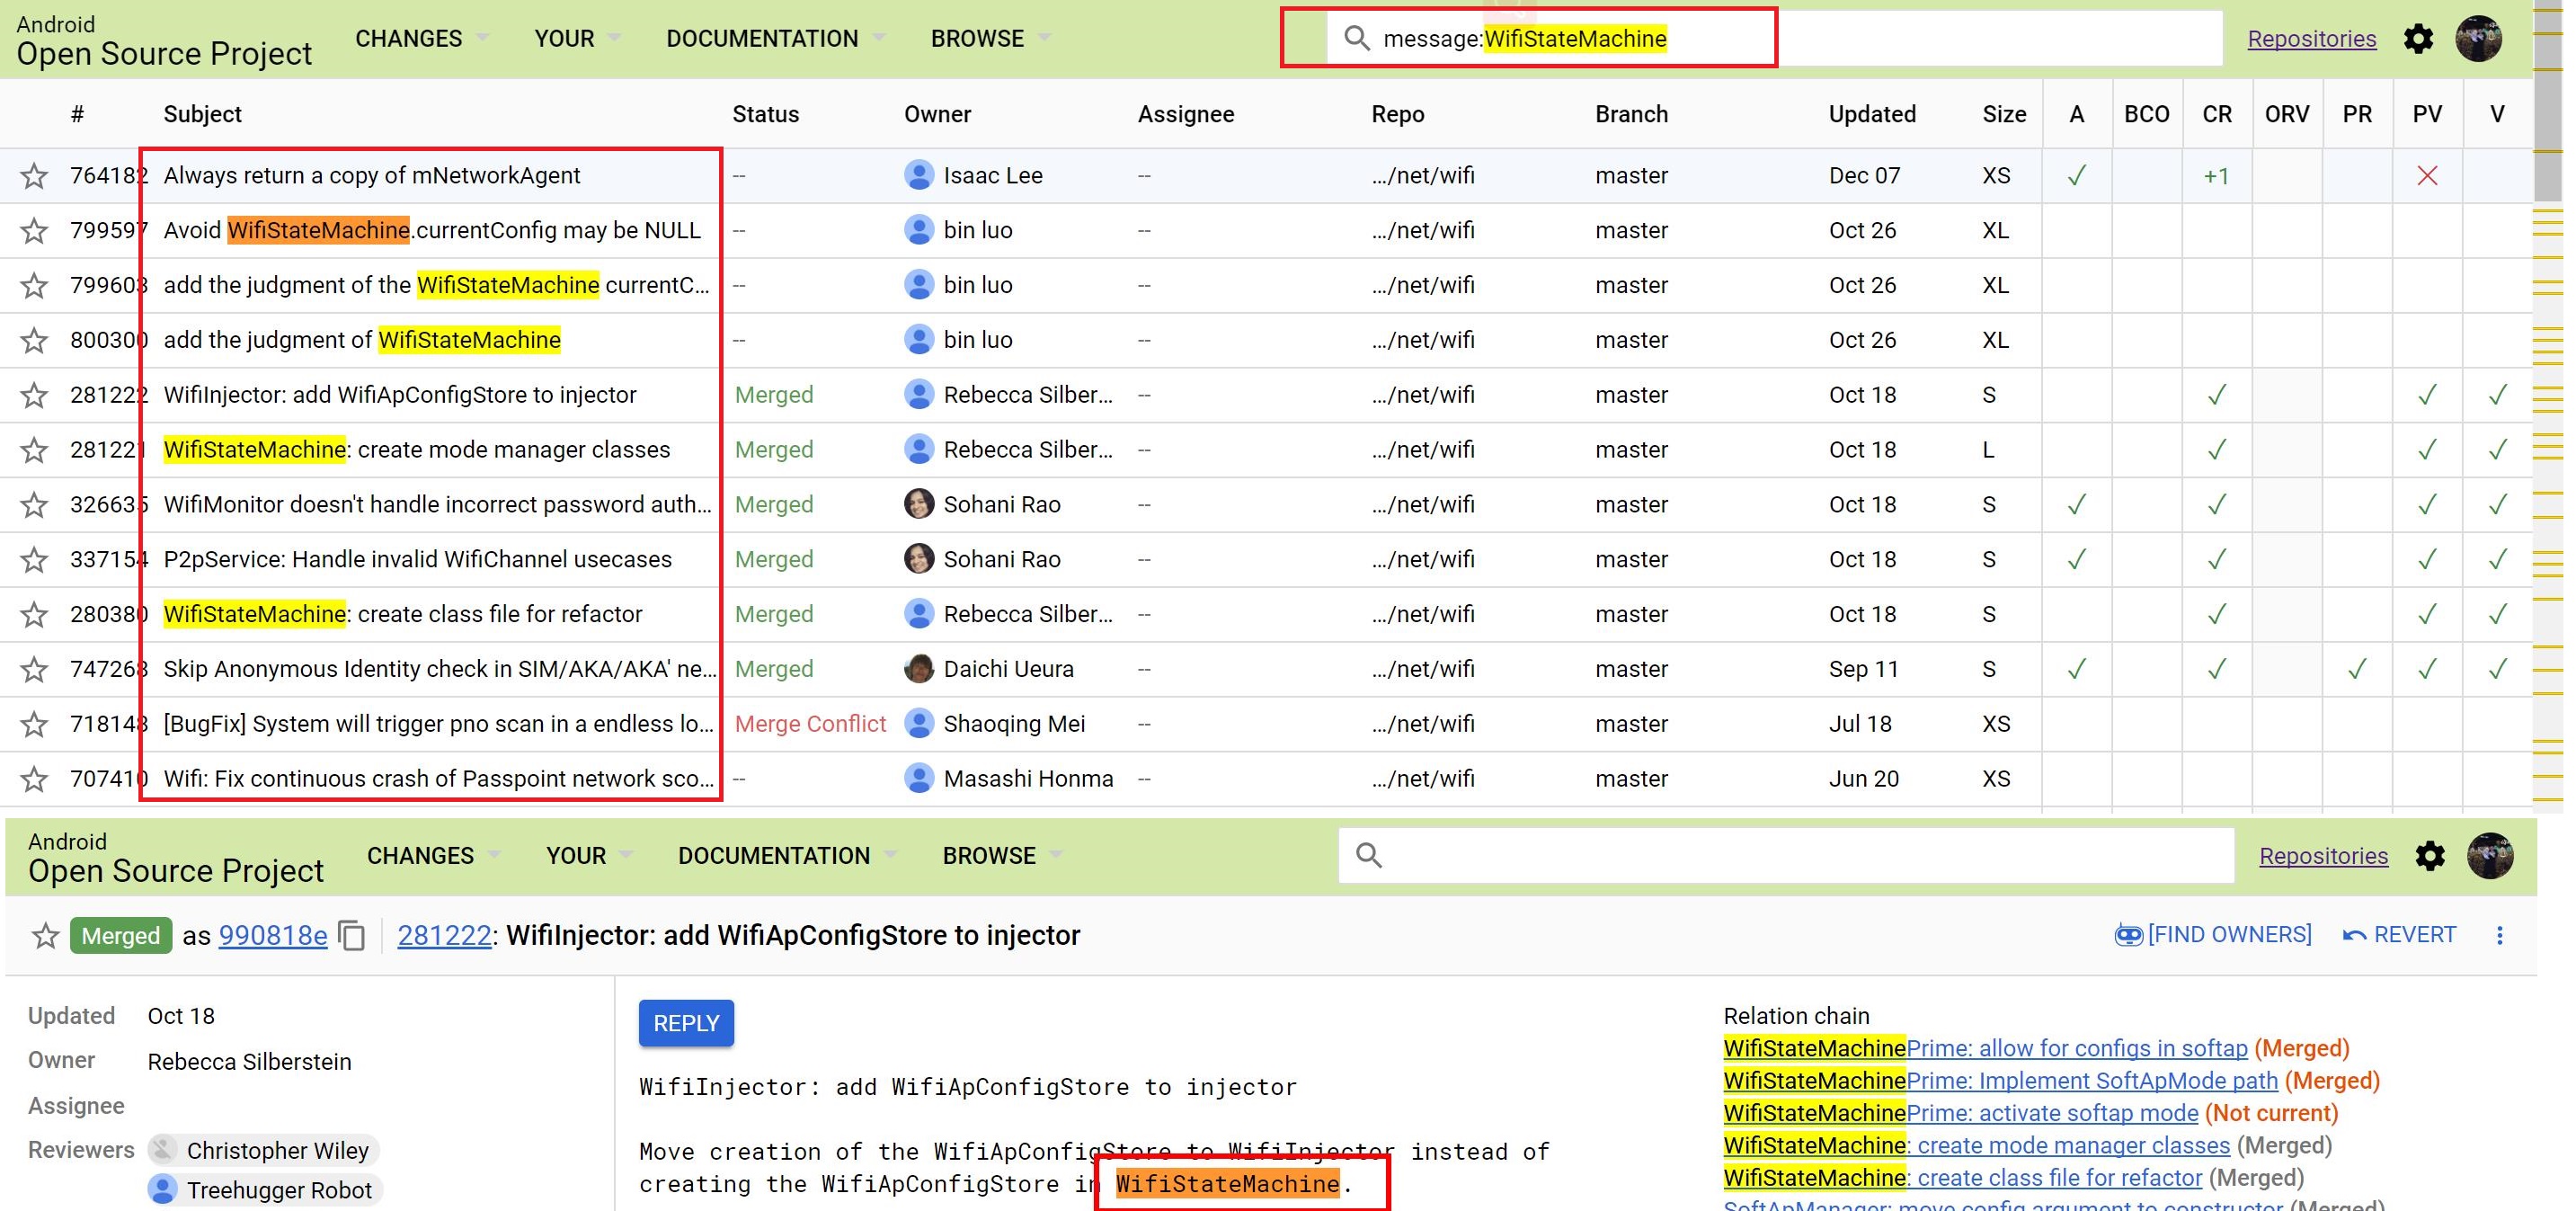 Android
Open Source Project CHANGES YOUR DOCUMENTATION BROWSE message:WifiStateMachine Repositories
# Subject Status Owner Assignee Repo Branch Updated Size A BCO CR ORV PR PV V
764182 Always return a copy of mNetworkAgent -- Isaac Lee -- .../net/wifi master Dec 07 XS ✓ +1 ✕
799597 Avoid WifiStateMachine.currentConfig may be NULL -- bin luo -- .../net/wifi master Oct 26 XL
799603 add the judgment of the WifiStateMachine currentC... -- bin luo -- .../net/wifi master Oct 26 XL
800300 add the judgment of WifiStateMachine -- bin luo -- .../net/wifi master Oct 26 XL
281222 WifiInjector: add WifiApConfigStore to injector Merged Rebecca Silber... -- .../net/wifi master Oct 18 S ✓ ✓ ✓
281221 WifiStateMachine: create mode manager classes Merged Rebecca Silber... -- .../net/wifi master Oct 18 L ✓ ✓ ✓
326635 WifiMonitor doesn't handle incorrect password auth... Merged Sohani Rao -- .../net/wifi master Oct 18 S ✓ ✓ ✓ ✓
337154 P2pService: Handle invalid WifiChannel usecases Merged Sohani Rao -- .../net/wifi master Oct 18 S ✓ ✓ ✓ ✓
280380 WifiStateMachine: create class file for refactor Merged Rebecca Silber... -- .../net/wifi master Oct 18 S ✓ ✓ ✓
747268 Skip Anonymous Identity check in SIM/AKA/AKA' ne... Merged Daichi Ueura -- .../net/wifi master Sep 11 S ✓ ✓ ✓ ✓ ✓
718148 [BugFix] System will trigger pno scan in a endless lo... Merge Conflict Shaoqing Mei -- .../net/wifi master Jul 18 XS
707410 Wifi: Fix continuous crash of Passpoint network sco... -- Masashi Honma -- .../net/wifi master Jun 20 XS
Android
Open Source Project CHANGES YOUR DOCUMENTATION BROWSE Repositories
Merged as 990818e 281222: WifiInjector: add WifiApConfigStore to injector [FIND OWNERS] REVERT
Updated Oct 18
Owner Rebecca Silberstein
Assignee
Reviewers Christopher Wiley
Treehugger Robot
REPLY
WifiInjector: add WifiApConfigStore to injector
Move creation of the WifiApConfigStore to WifiInjector instead of
creating the WifiApConfigStore in WifiStateMachine.
Relation chain
WifiStateMachinePrime: allow for configs in softap (Merged)
WifiStateMachinePrime: Implement SoftApMode path (Merged)
WifiStateMachinePrime: activate softap mode (Not current)
WifiStateMachine: create mode manager classes (Merged)
WifiStateMachine: create class file for refactor (Merged)
SoftApManager: move config argument to constructor (Merged)